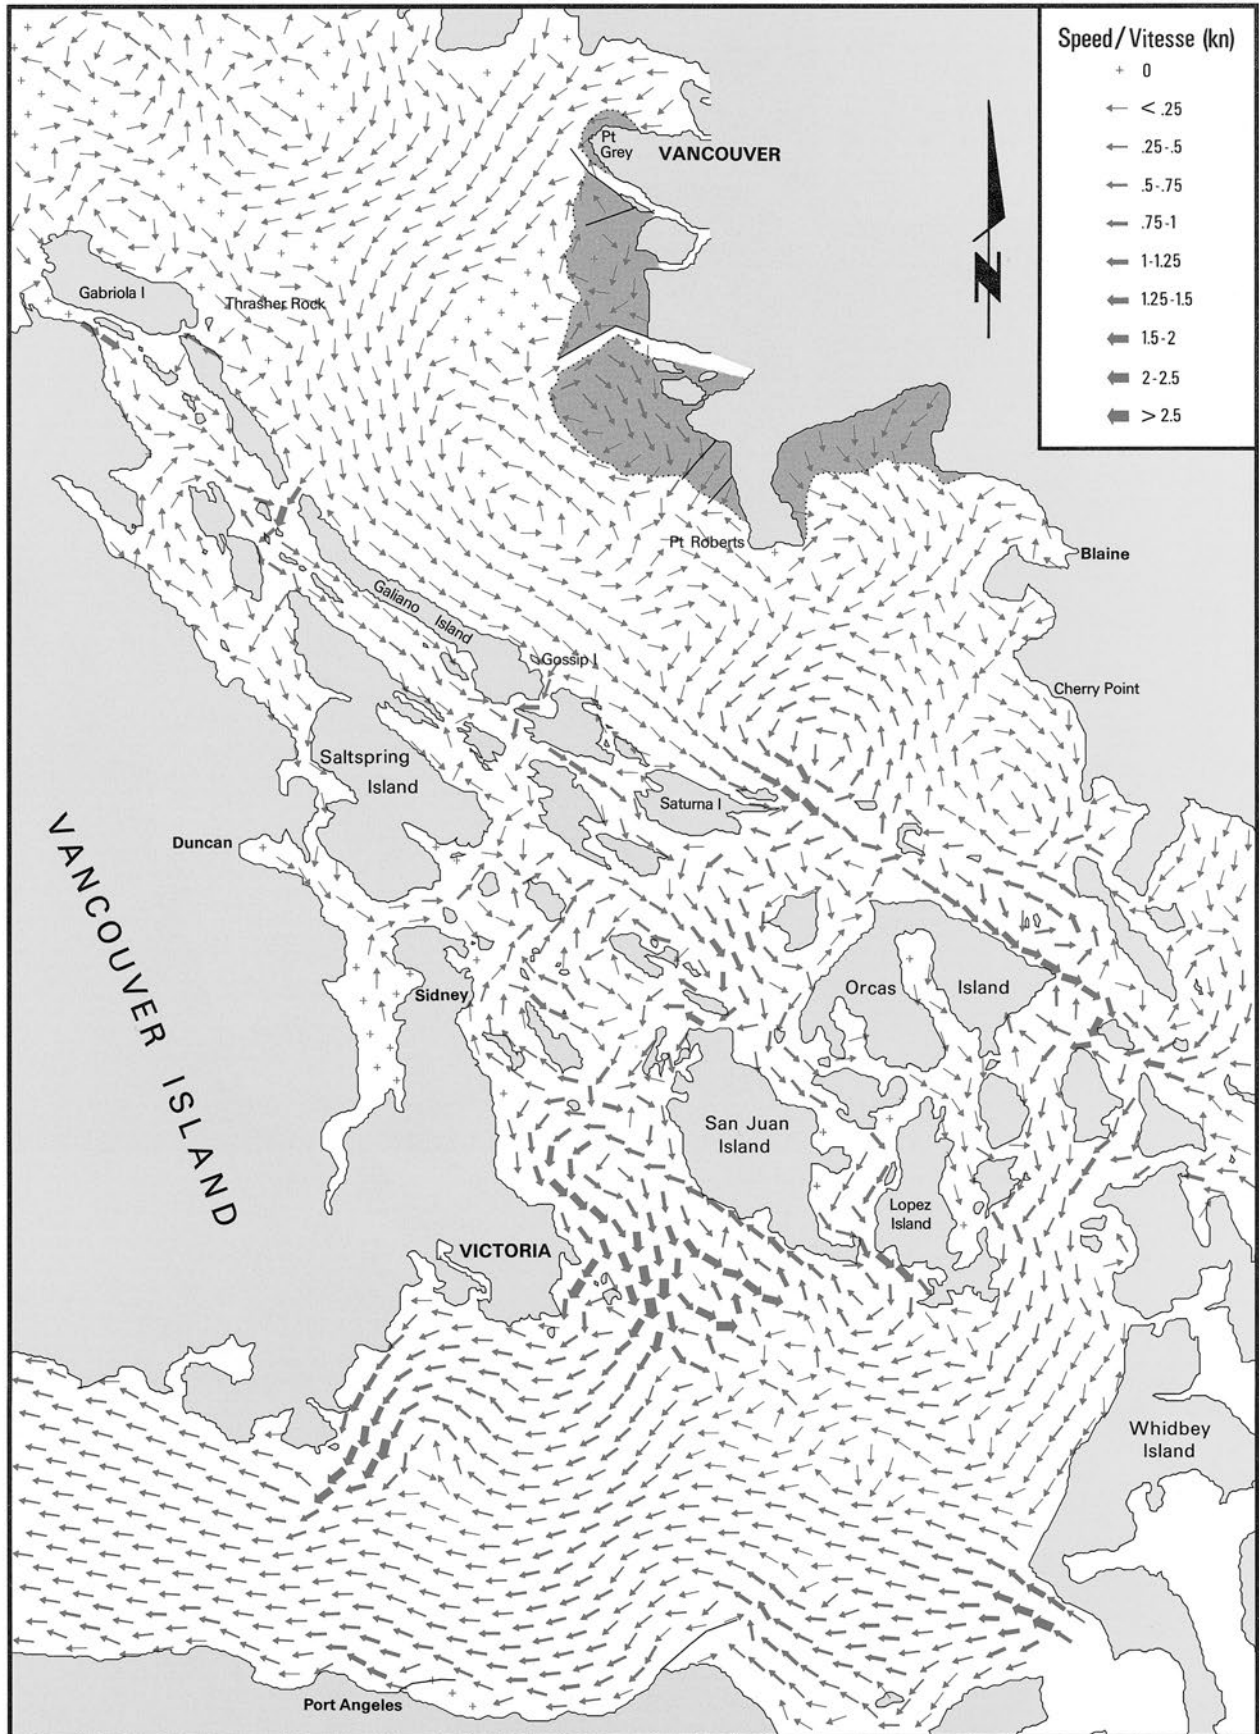 Speed/Vitesse (kn)
+ 0
< .25
.25-.5
.5-.75
.75-1
1-1.25
1.25-1.5
1.5-2
2-2.5
> 2.5
N
Pt
Grey
VANCOUVER
Gabriola I
Thrasher Rock
Pt Roberts
Blaine
Galiano
Island
Gossip I
Cherry Point
Saltspring
Island
Saturna I
Duncan
VANCOUVER ISLAND
Sidney
Orcas
Island
San Juan
Island
Lopez
Island
VICTORIA
Whidbey
Island
Port Angeles